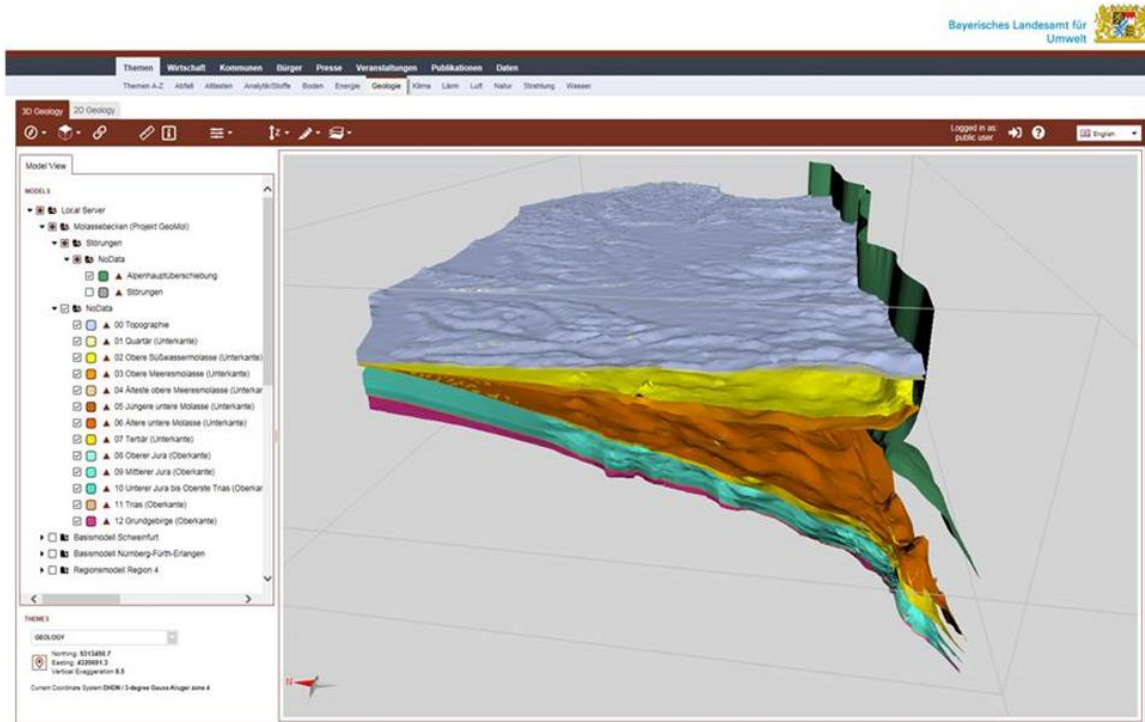 Bayerisches Landesamt für
Umwelt
Themen Wirtschaft Kommunen Bürger Presse Veranstaltungen Publikationen Daten
Themen A-Z Abfall Altlasten Analytik/Stoffe Boden Energie Geologie Klima Lärm Luft Natur Strahlung Wasser
3D Geology 2D Geology
Logged in as:
public user
English
Model View
MODELS
Local Server
Molassebecken (Projekt GeoMol)
Störungen
NoData
Alpenhauptüberschiebung
Störungen
NoData
00 Topographie
01 Quartär (Unterkante)
02 Obere Süßwassermolasse (Unterkante)
03 Obere Meeresmolasse (Unterkante)
04 Älteste obere Meeresmolasse (Unterkar
05 Jüngere untere Molasse (Unterkante)
06 Ältere untere Molasse (Unterkante)
07 Tertiär (Unterkante)
08 Oberer Jura (Oberkante)
09 Mittlerer Jura (Oberkante)
10 Unterer Jura bis Oberste Trias (Oberkar
11 Trias (Oberkante)
12 Grundgebirge (Oberkante)
Basismodell Schweinfurt
Basismodell Nürnberg-Fürth-Erlangen
Regionsmodell Region 4
THEMES
GEOLOGY
Northing:
Easting:
Vertical Exaggeration
Current Coordinate System: DHDN / 3-degree Gauss-Kruger zone 4
N